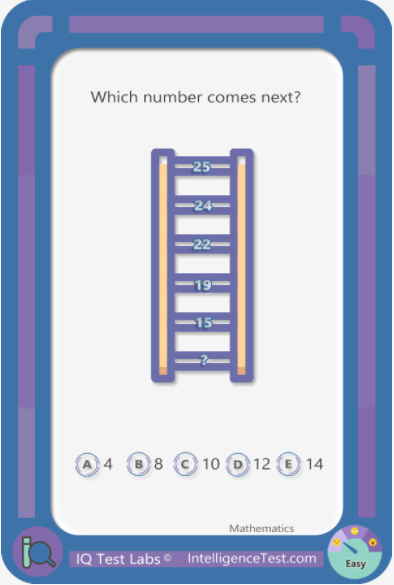 Which number comes next?
25
24
22
19
15
?
A 4 B 8 C 10 D 12 E 14
Mathematics
iQ IQ Test Labs © IntelligenceTest.com Easy